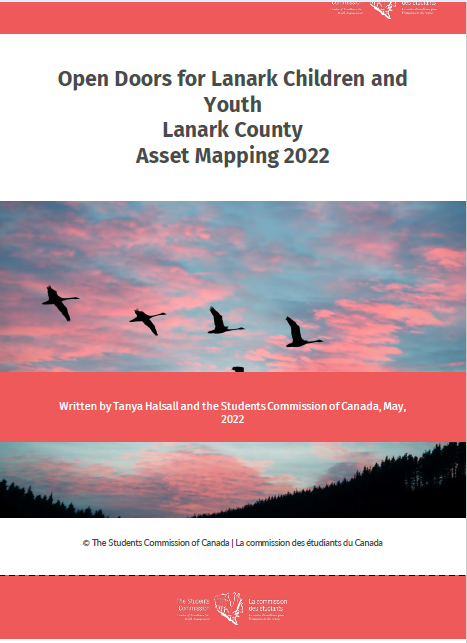 des étudiants
Open Doors for Lanark Children and
Youth
Lanark County
Asset Mapping 2022
Written by Tanya Halsall and the Students Commission of Canada, May,
2022
© The Students Commission of Canada | La commission des étudiants du Canada
The Students
Commission
La commission
des étudiants